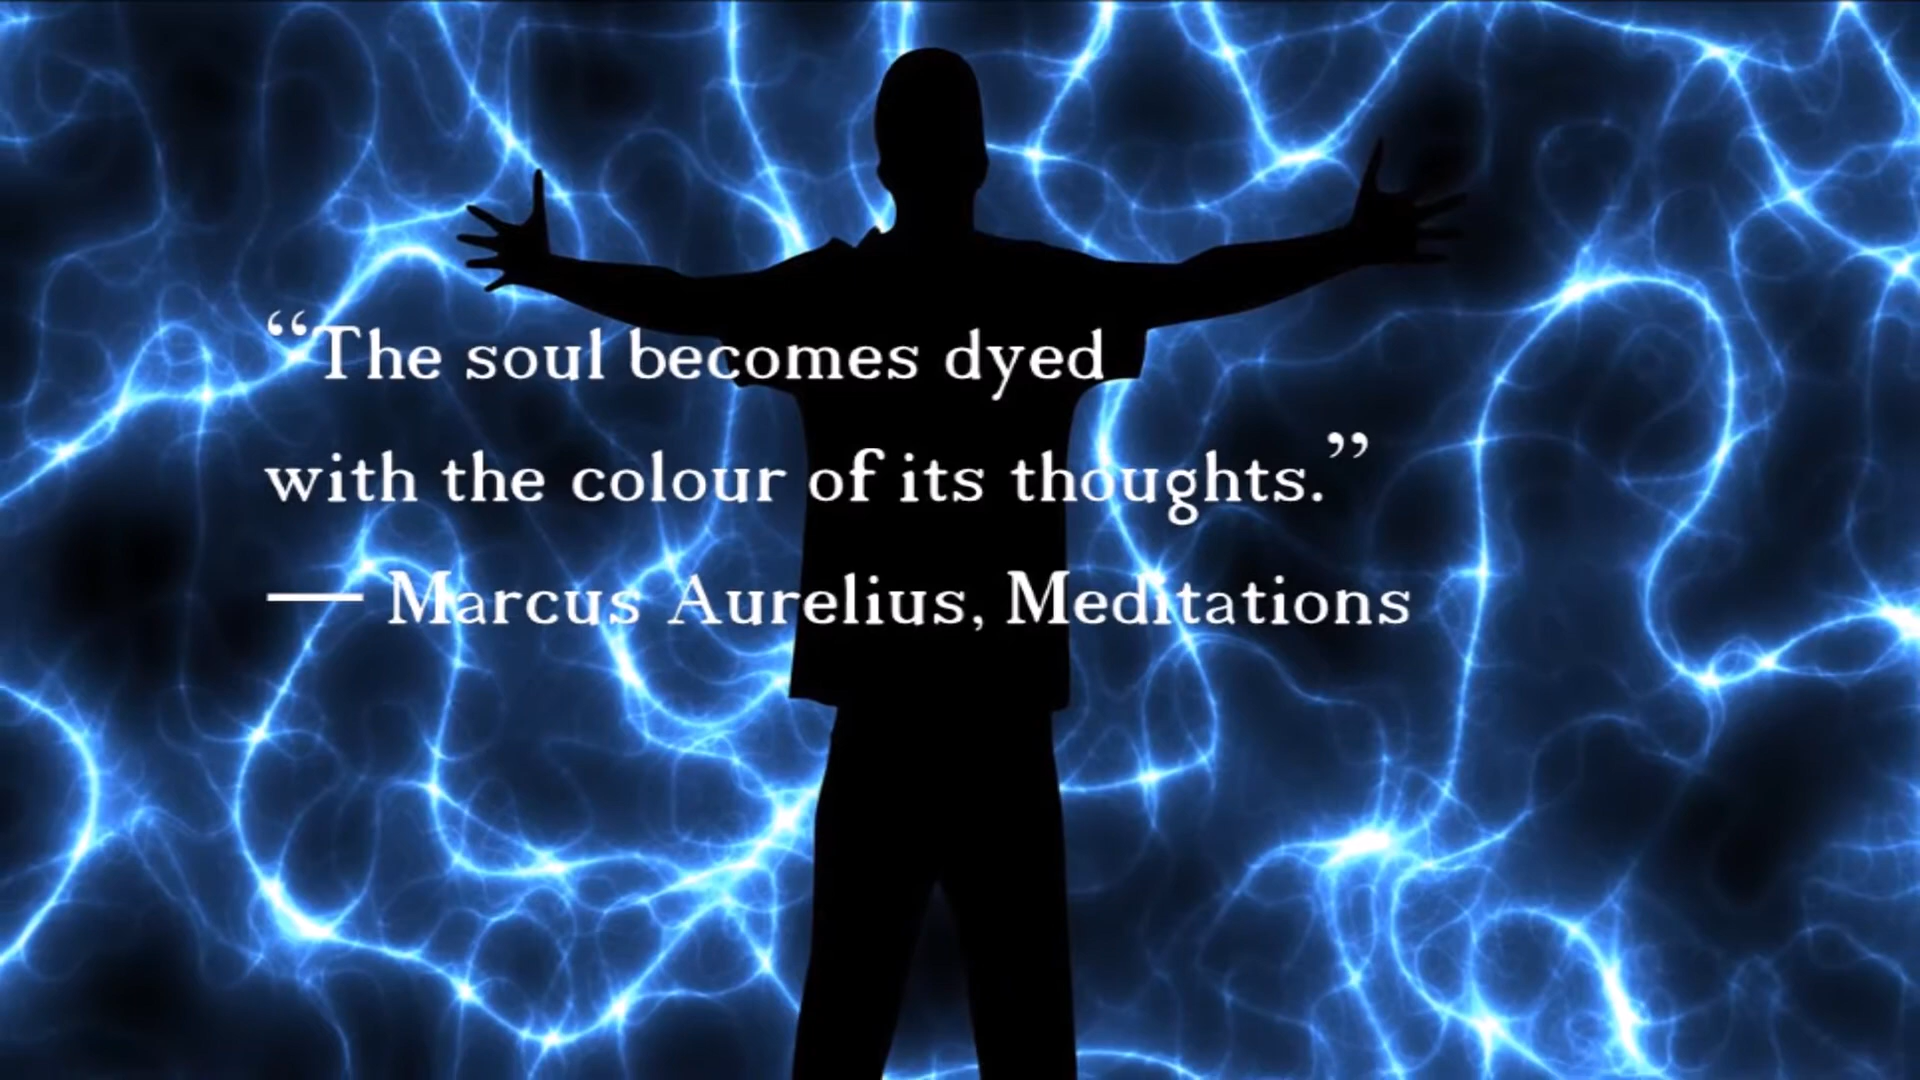 “The soul becomes dyed
with the colour of its thoughts.”
— Marcus Aurelius, Meditations